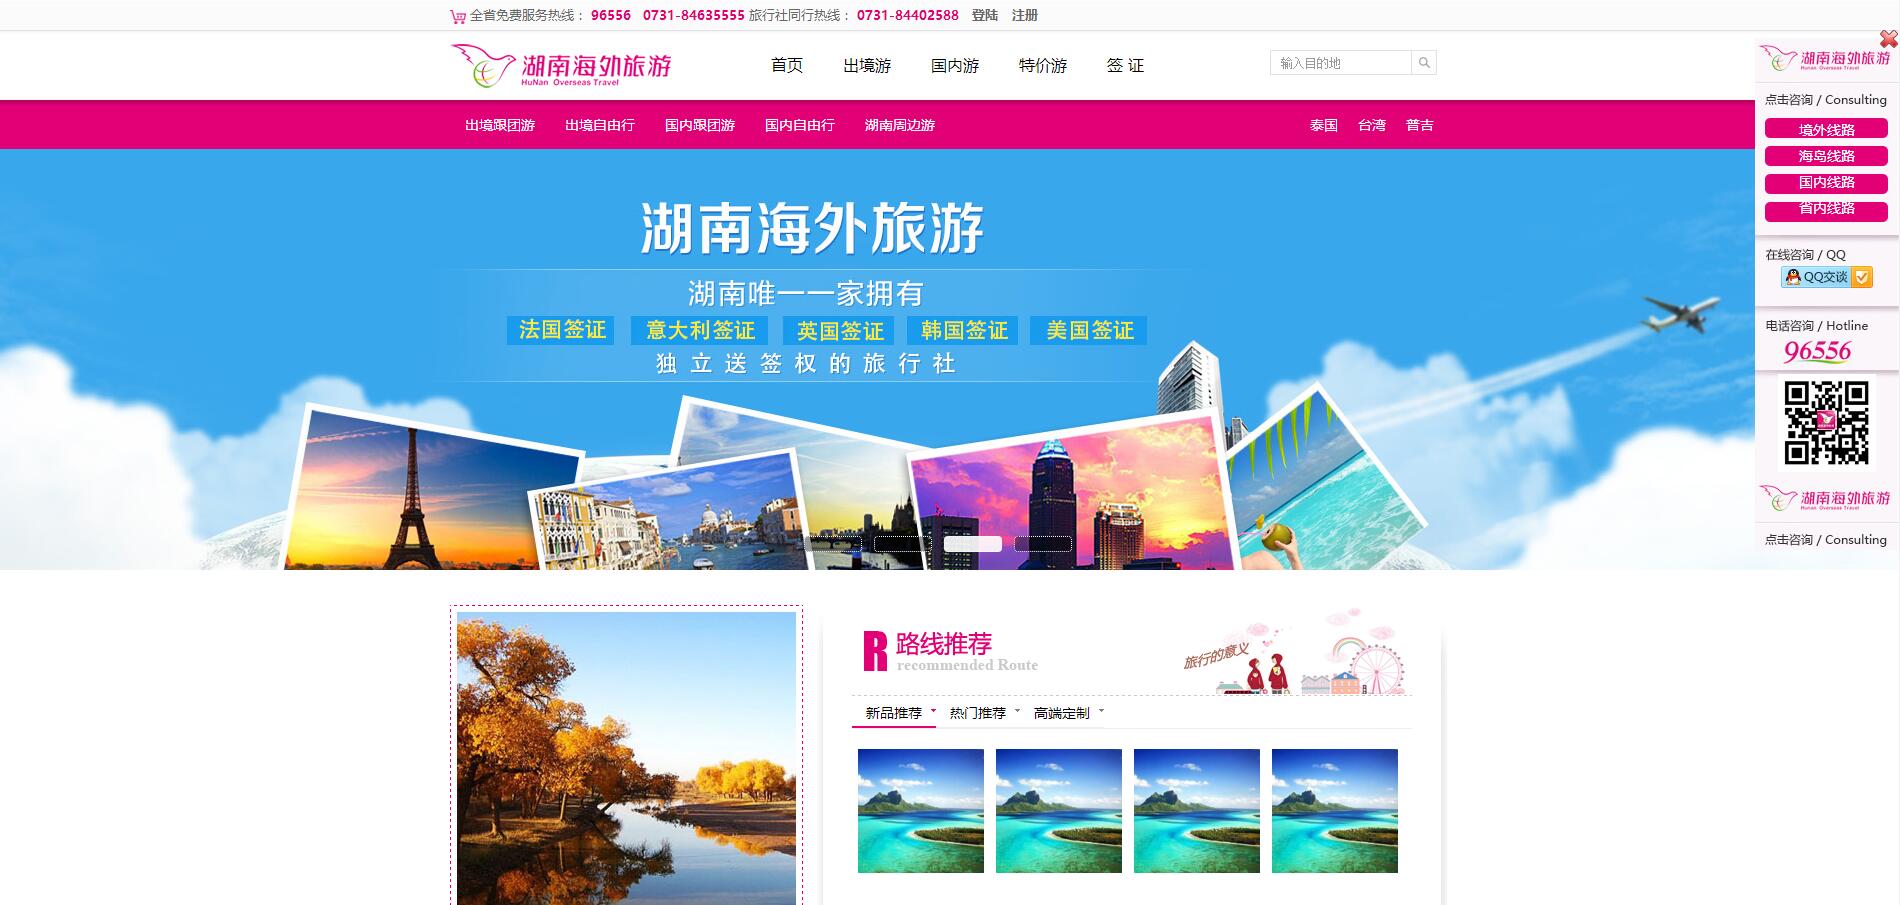 全省免费服务热线： 96556 0731-84635555 旅行社同行热线： 0731-84402588 登陆 注册
湖南海外旅游
HuNan Overseas Travel
首页 出境游 国内游 特价游 签 证
输入目的地
出境跟团游 出境自由行 国内跟团游 国内自由行 湖南周边游 泰国 台湾 普吉
湖南海外旅游
湖南唯一一家拥有
法国签证 意大利签证 英国签证 韩国签证 美国签证
独立送签权的旅行社
湖南海外旅游
Hunan Overseas Travel
点击咨询 / Consulting
境外线路
海岛线路
国内线路
省内线路
在线咨询 / QQ
QQ交谈
电话咨询 / Hotline
96556
湖南海外旅游
Hunan Overseas Travel
点击咨询 / Consulting
R 路线推荐
recommended Route
旅行的意义
新品推荐 热门推荐 高端定制